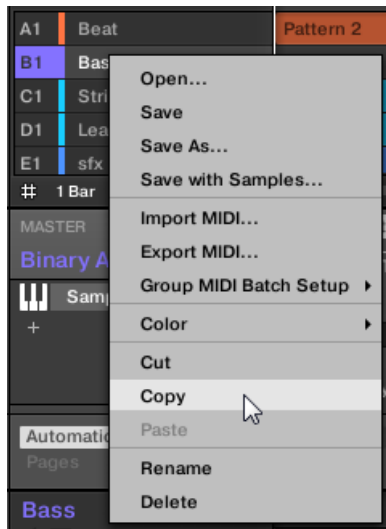 A1 Beat Pattern 2
B1 Bas
Open...
C1 Stri
Save
D1 Lea
Save As...
E1 sfx
Save with Samples...
1 Bar
Import MIDI...
MASTER
Export MIDI...
Binary A
Group MIDI Batch Setup
Sam
+
Color
Cut
Copy
Paste
Automatic
Pages
Rename
Delete
Bass